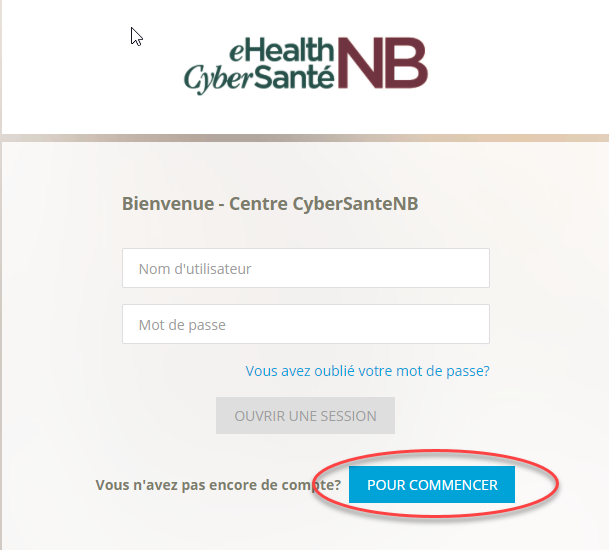 eHealth
CyberSanté NB
Bienvenue - Centre CyberSanteNB
Nom d'utilisateur
Mot de passe
Vous avez oublié votre mot de passe?
OUVRIR UNE SESSION
Vous n'avez pas encore de compte? POUR COMMENCER